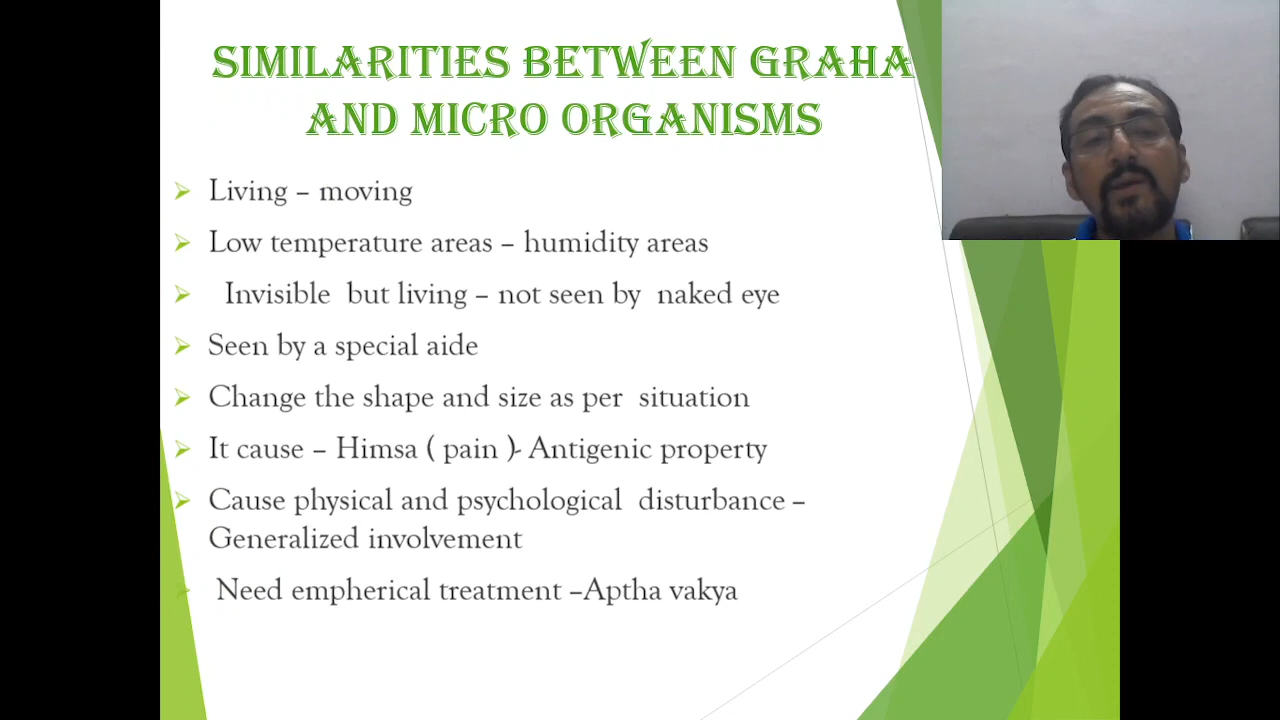 SIMILARITIES BETWEEN GRAHA
AND MICRO ORGANISMS
Living – moving
Low temperature areas – humidity areas
Invisible but living – not seen by naked eye
Seen by a special aide
Change the shape and size as per situation
It cause – Himsa ( pain )- Antigenic property
Cause physical and psychological disturbance –
Generalized involvement
Need empherical treatment –Aptha vakya